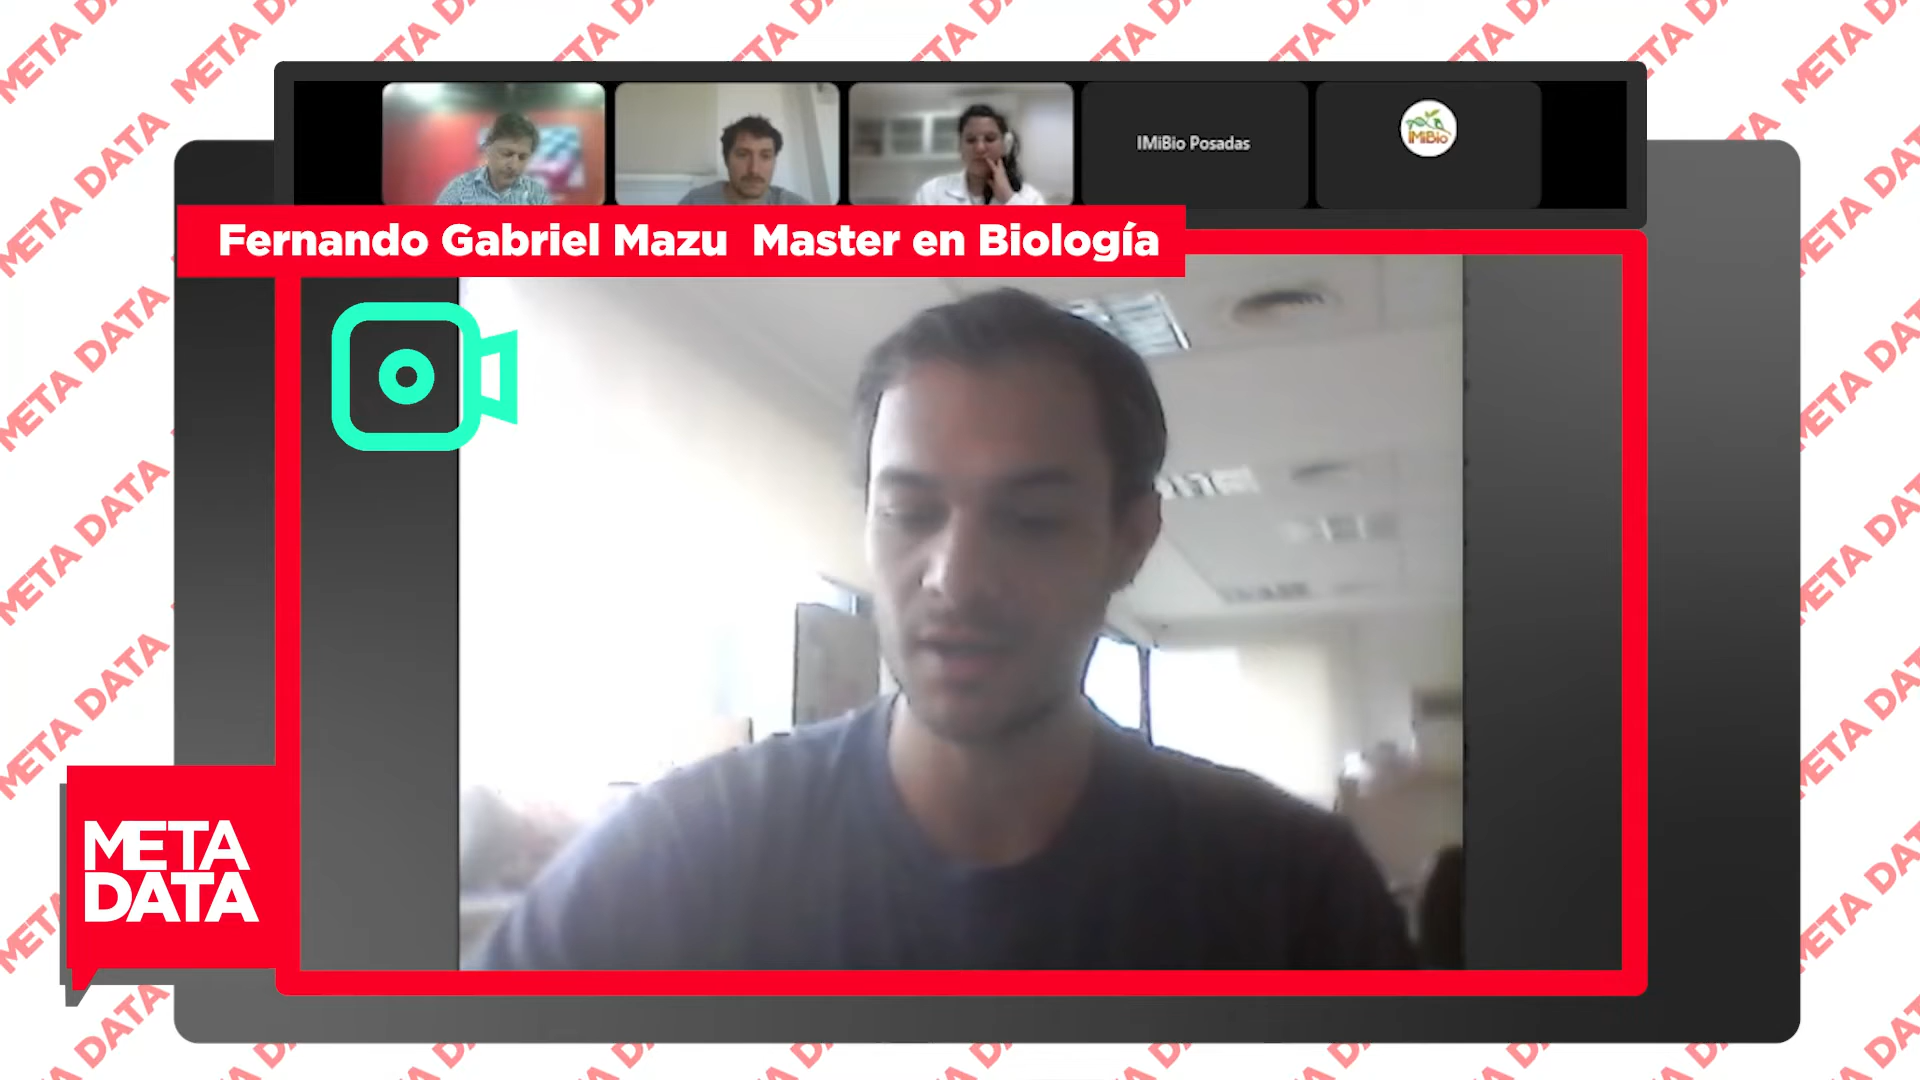 IMiBio Posadas
IMiBio
Fernando Gabriel Mazu Master en Biología
META
DATA
META DATA